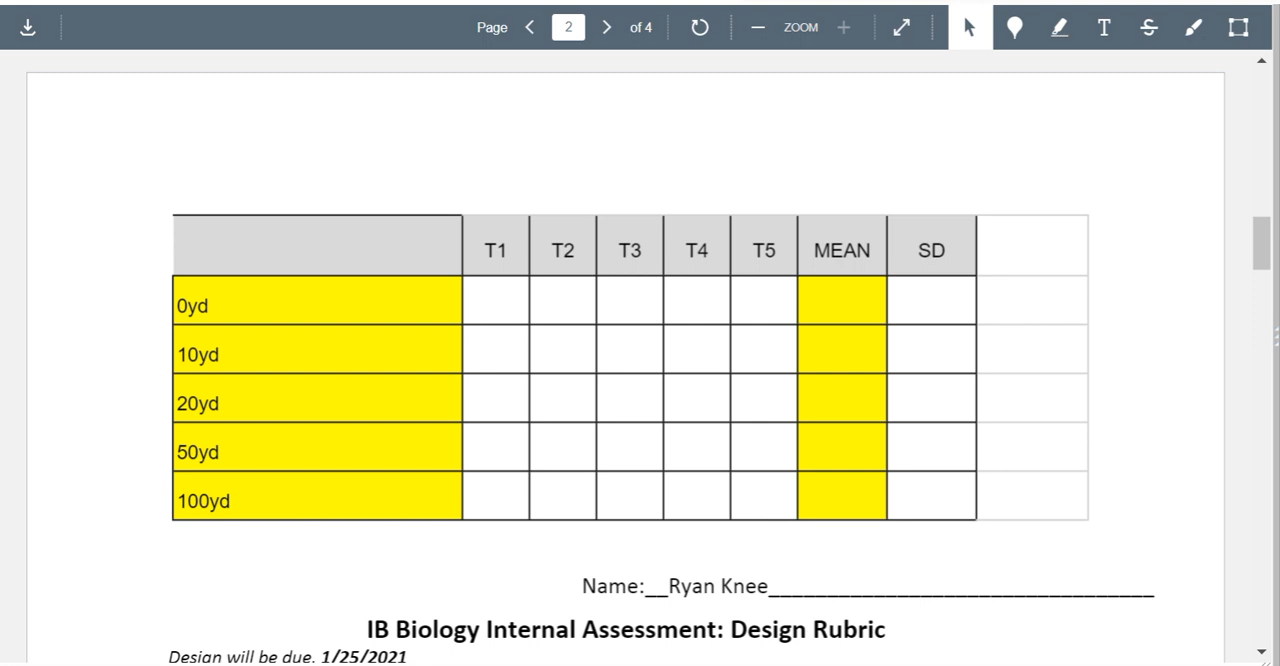 Page 2 of 4 ZOOM T S
T1 T2 T3 T4 T5 MEAN SD
0yd
10yd
20yd
50yd
100yd
Name:__Ryan Knee_________________________________
IB Biology Internal Assessment: Design Rubric
Design will be due. 1/25/2021